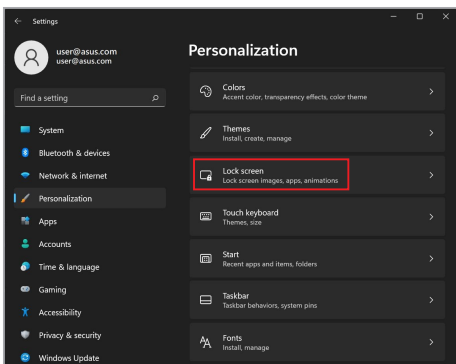 Settings
user@asus.com
user@asus.com
Find a setting
System
Bluetooth & devices
Network & internet
Personalization
Apps
Accounts
Time & language
Gaming
Accessibility
Privacy & security
Windows Update
Personalization
Colors
Accent color, transparency effects, color theme
Themes
Install, create, manage
Lock screen
Lock screen images, apps, animations
Touch keyboard
Themes, size
Start
Recent apps and items, folders
Taskbar
Taskbar behaviors, system pins
Fonts
Install, manage